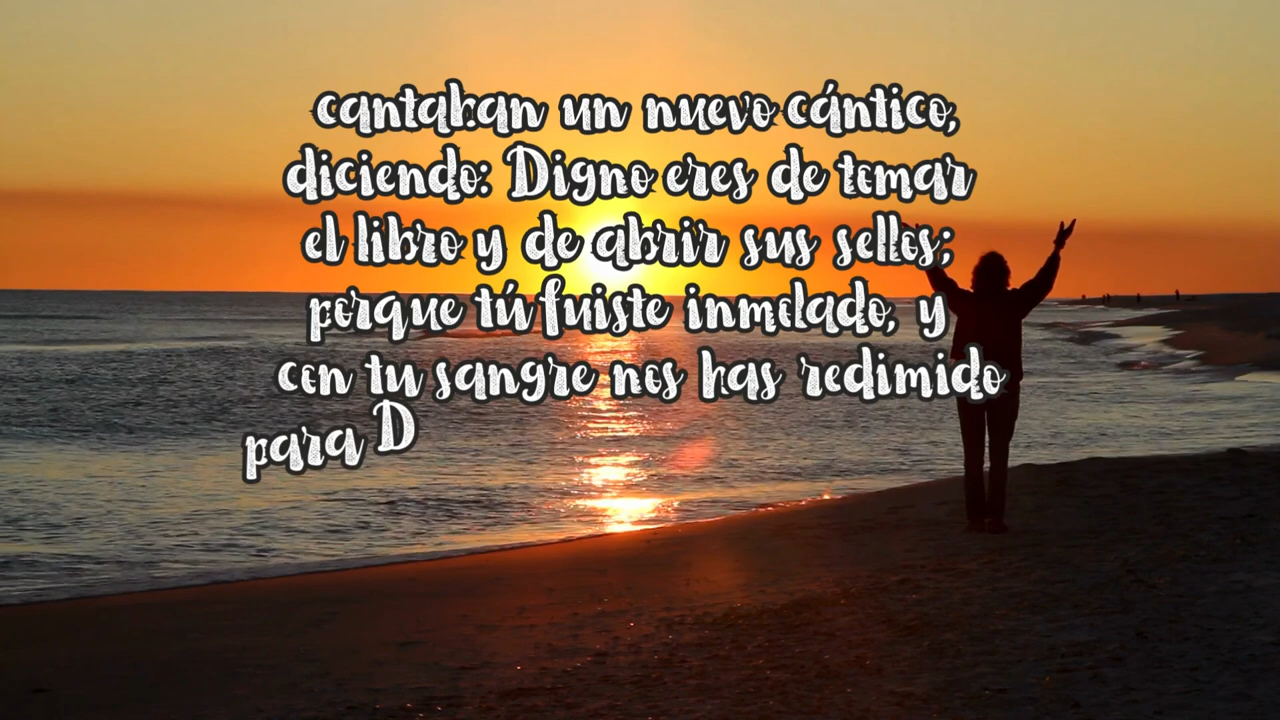 cantaban un nuevo cántico,
diciendo: Digno eres de tomar
el libro y de abrir sus sellos;
porque tú fuiste inmolado, y
con tu sangre nos has redimido
para D